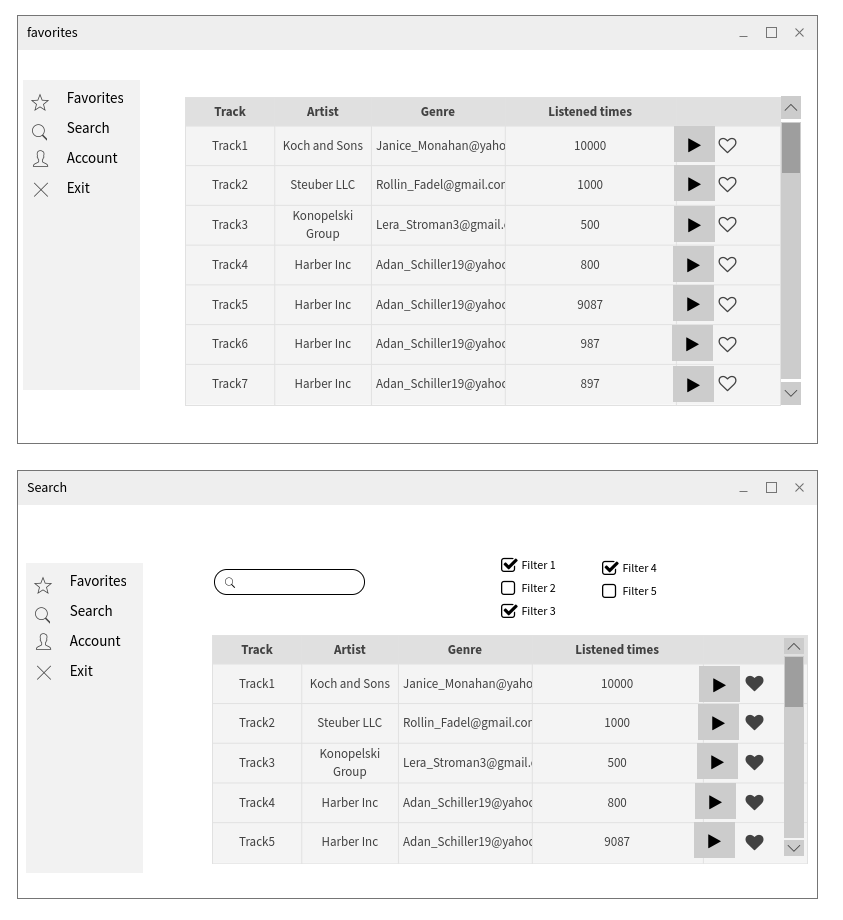 favorites
Favorites
Search
Account
Exit
Track Artist Genre Listened times
Track1 Koch and Sons Janice_Monahan@yaho 10000
Track2 Steuber LLC Rollin_Fadel@gmail.cor 1000
Track3 Konopelski Group Lera_Stroman3@gmail. 500
Track4 Harber Inc Adan_Schiller19@yahoo 800
Track5 Harber Inc Adan_Schiller19@yahoo 9087
Track6 Harber Inc Adan_Schiller19@yahoo 987
Track7 Harber Inc Adan_Schiller19@yahoo 897
Search
Favorites
Search
Account
Exit
Filter 1 Filter 4
Filter 2 Filter 5
Filter 3
Track Artist Genre Listened times
Track1 Koch and Sons Janice_Monahan@yaho 10000
Track2 Steuber LLC Rollin_Fadel@gmail.cor 1000
Track3 Konopelski Group Lera_Stroman3@gmail. 500
Track4 Harber Inc Adan_Schiller19@yahoo 800
Track5 Harber Inc Adan_Schiller19@yahoo 9087